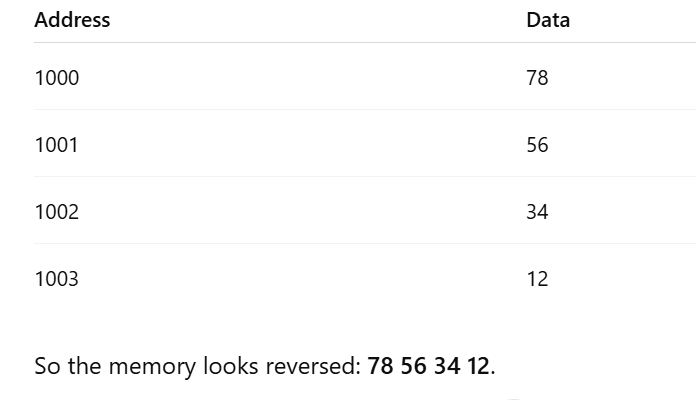 Address Data
1000 78
1001 56
1002 34
1003 12
So the memory looks reversed: 78 56 34 12.